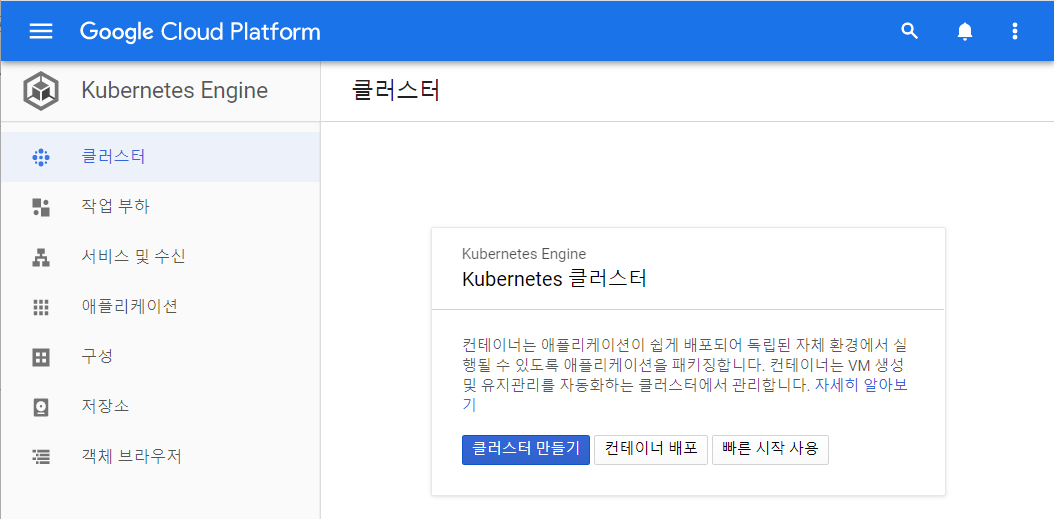 Google Cloud Platform
Kubernetes Engine
클러스터
클러스터
작업 부하
서비스 및 수신
애플리케이션
구성
저장소
객체 브라우저
Kubernetes Engine
Kubernetes 클러스터
컨테이너는 애플리케이션이 쉽게 배포되어 독립된 자체 환경에서 실
행될 수 있도록 애플리케이션을 패키징합니다. 컨테이너는 VM 생성
및 유지관리를 자동화하는 클러스터에서 관리합니다. 자세히 알아보
기
클러스터 만들기 컨테이너 배포 빠른 시작 사용